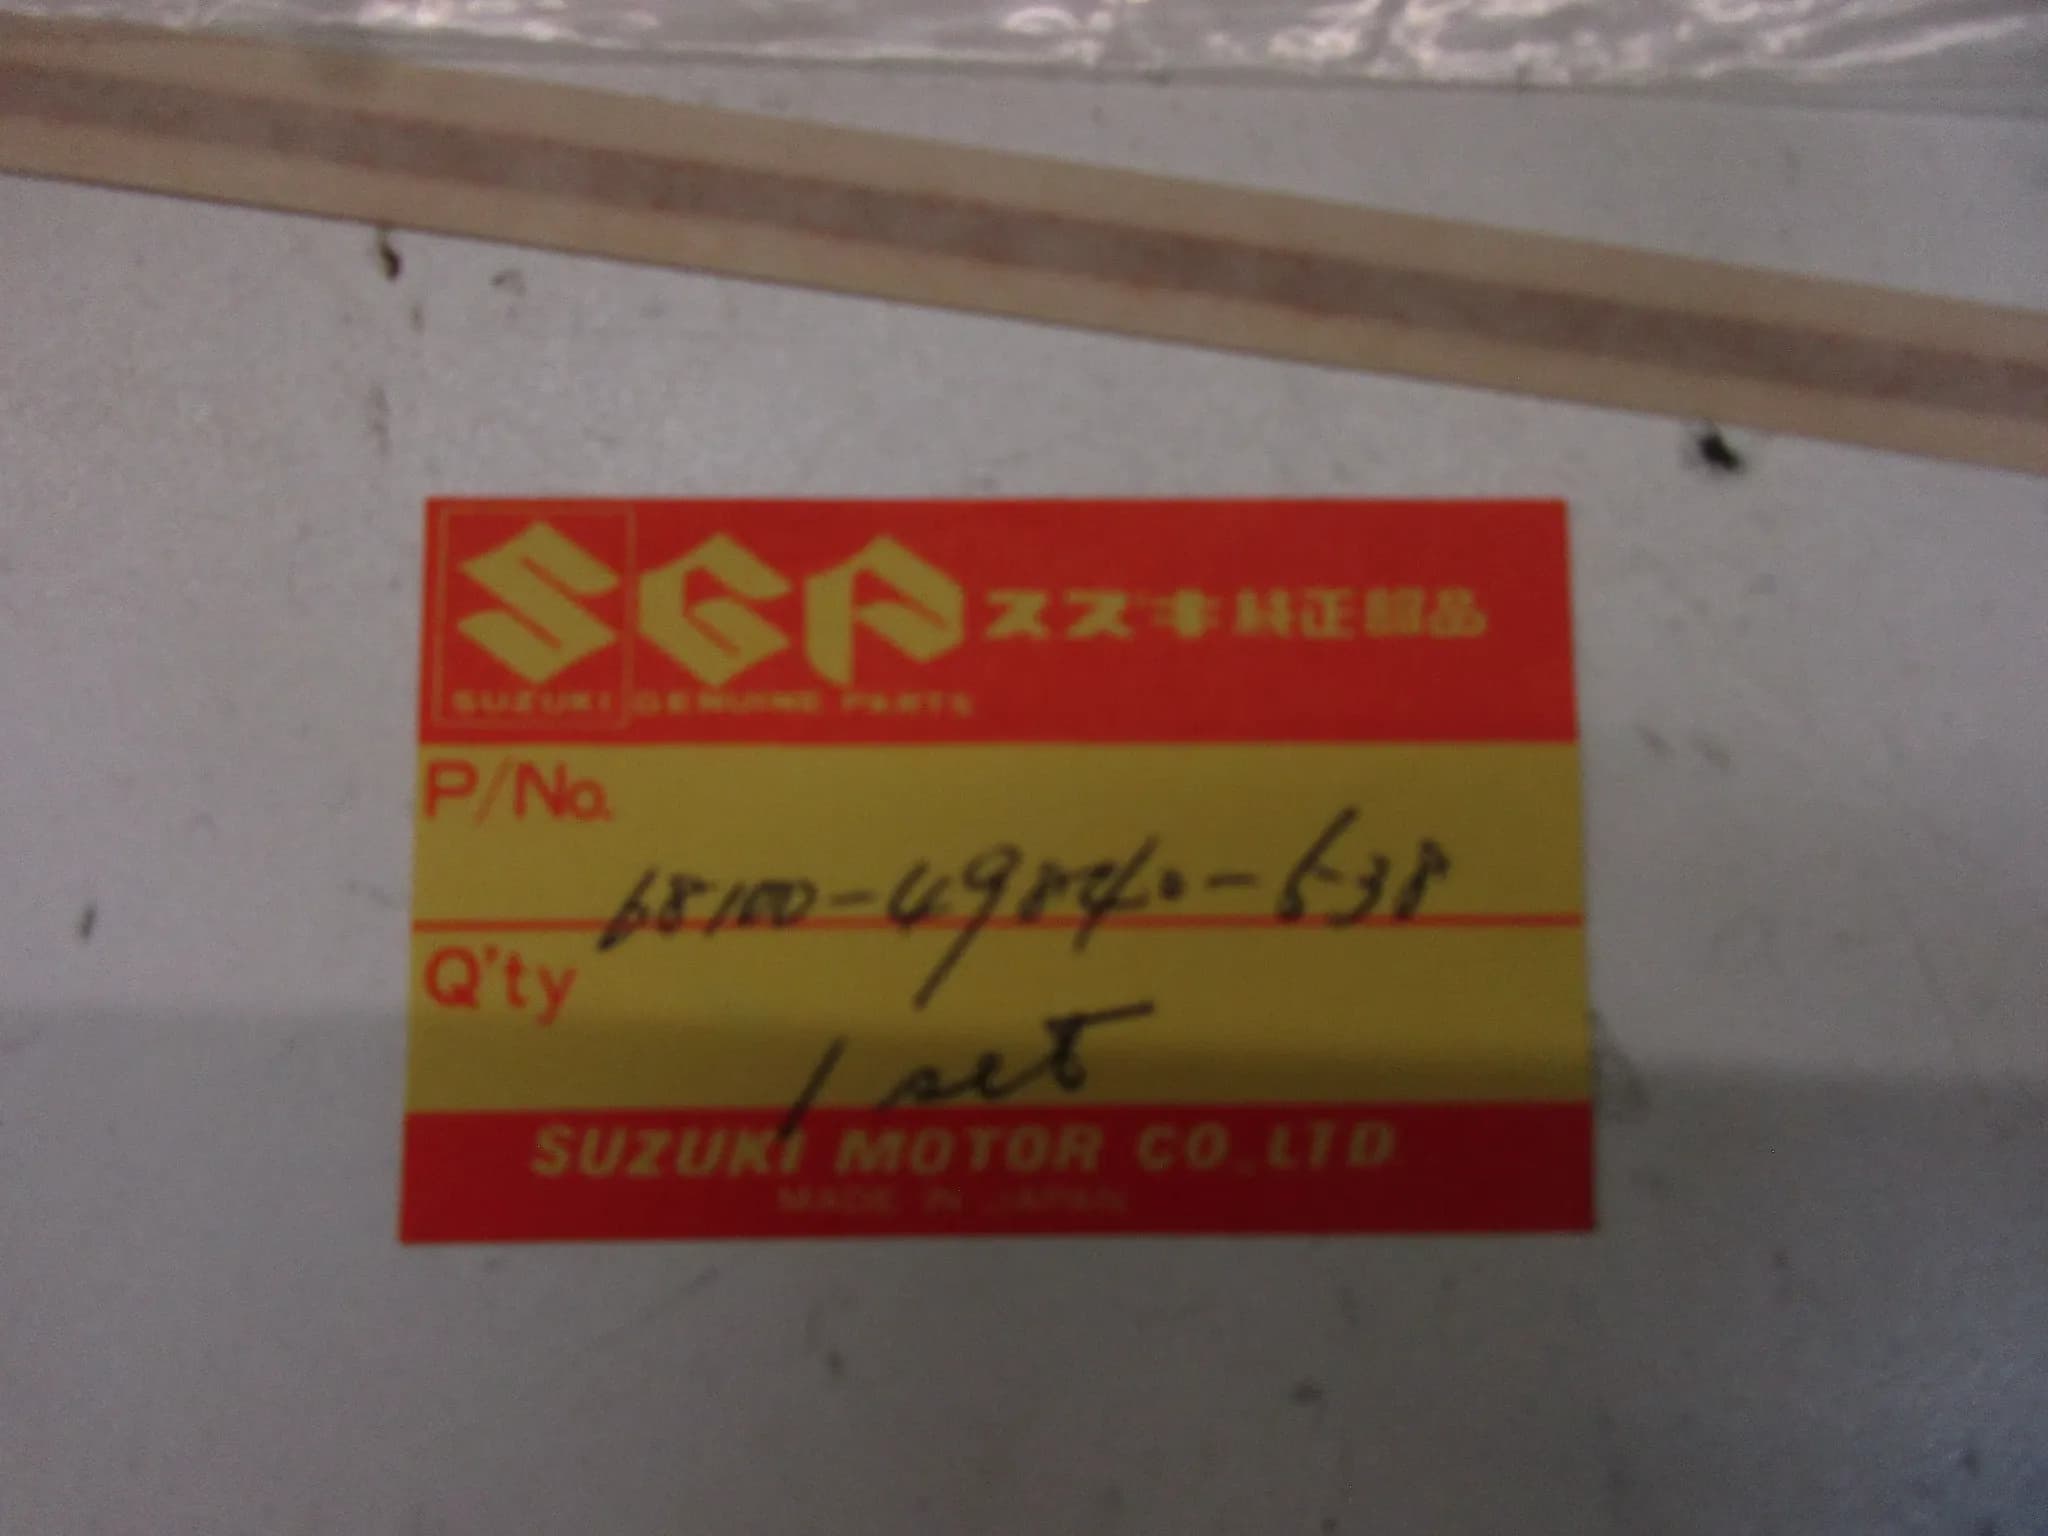 SGP スズキ純正部品
SUZUKI GENUINE PARTS
P/No.
68100-49840-638
Q'ty
1 set
SUZUKI MOTOR CO., LTD.
MADE IN JAPAN